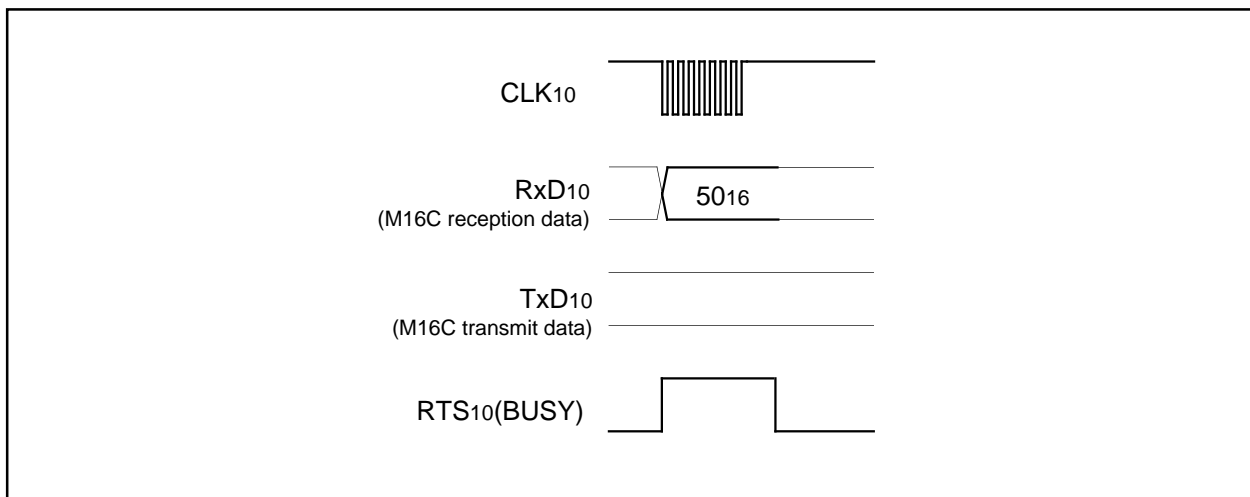 CLK10
RxD10
5016
(M16C reception data)
TxD10
(M16C transmit data)
RTS10(BUSY)